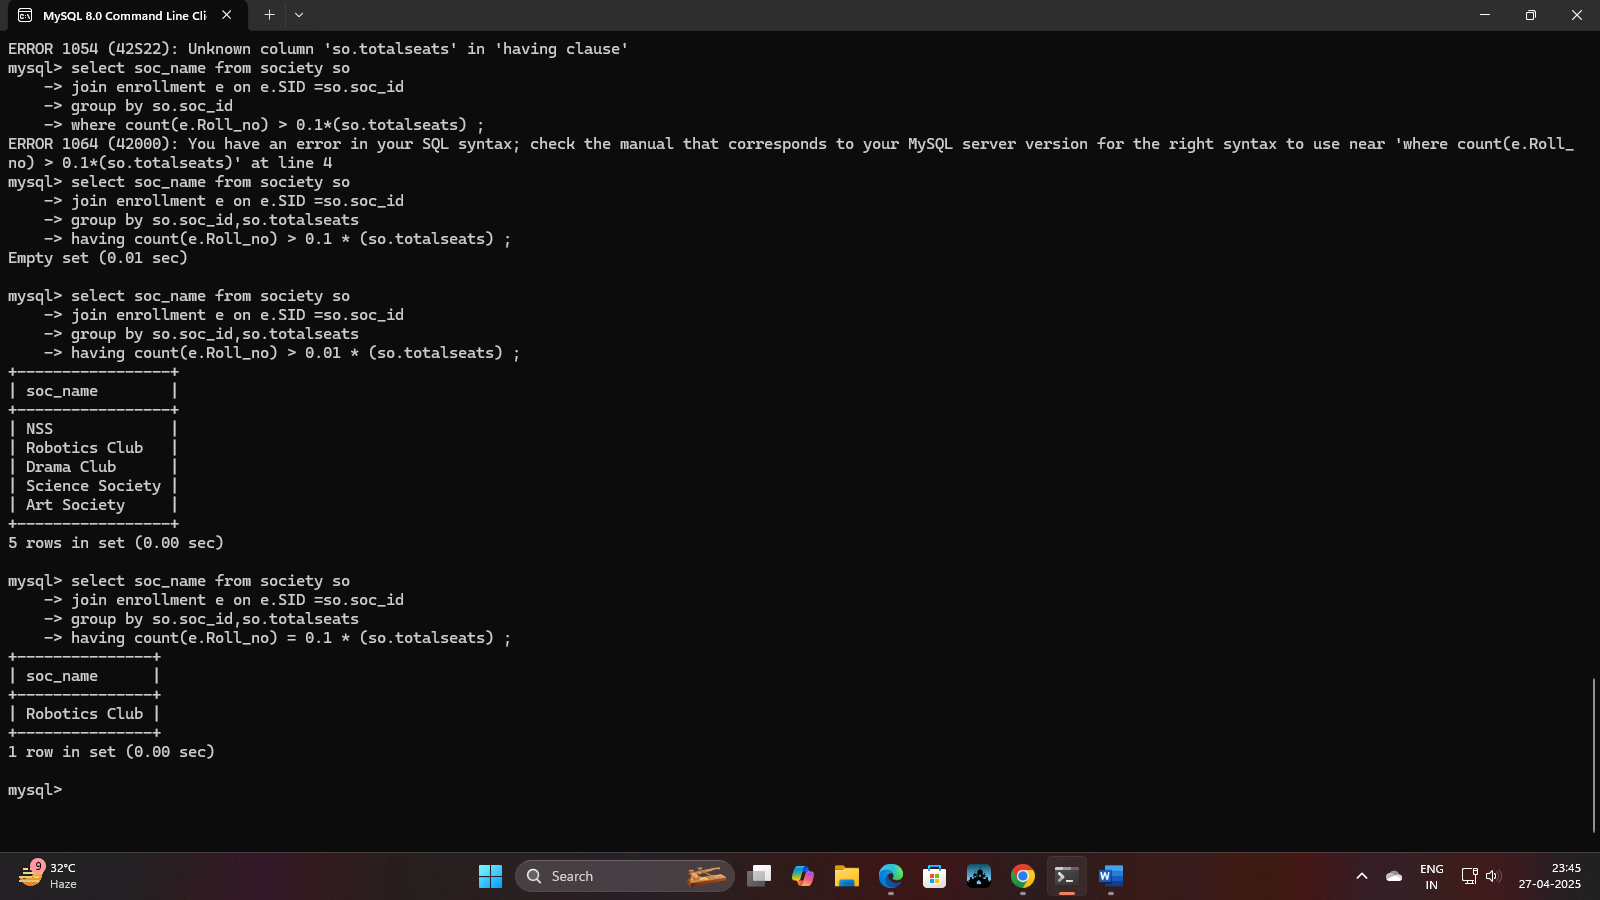 MySQL 8.0 Command Line Cli
ERROR 1054 (42S22): Unknown column 'so.totalseats' in 'having clause'
mysql> select soc_name from society so
    -> join enrollment e on e.SID =so.soc_id
    -> group by so.soc_id
    -> where count(e.Roll_no) > 0.1*(so.totalseats) ;
ERROR 1064 (42000): You have an error in your SQL syntax; check the manual that corresponds to your MySQL server version for the right syntax to use near 'where count(e.Roll_
no) > 0.1*(so.totalseats)' at line 4
mysql> select soc_name from society so
    -> join enrollment e on e.SID =so.soc_id
    -> group by so.soc_id,so.totalseats
    -> having count(e.Roll_no) > 0.1 * (so.totalseats) ;
Empty set (0.01 sec)
mysql> select soc_name from society so
    -> join enrollment e on e.SID =so.soc_id
    -> group by so.soc_id,so.totalseats
    -> having count(e.Roll_no) > 0.01 * (so.totalseats) ;
+-----------------+
| soc_name        |
+-----------------+
| NSS             |
| Robotics Club   |
| Drama Club      |
| Science Society |
| Art Society     |
+-----------------+
5 rows in set (0.00 sec)
mysql> select soc_name from society so
    -> join enrollment e on e.SID =so.soc_id
    -> group by so.soc_id,so.totalseats
    -> having count(e.Roll_no) = 0.1 * (so.totalseats) ;
+---------------+
| soc_name      |
+---------------+
| Robotics Club |
+---------------+
1 row in set (0.00 sec)
mysql>
9
32°C
Haze
Search
ENG
IN
23:45
27-04-2025